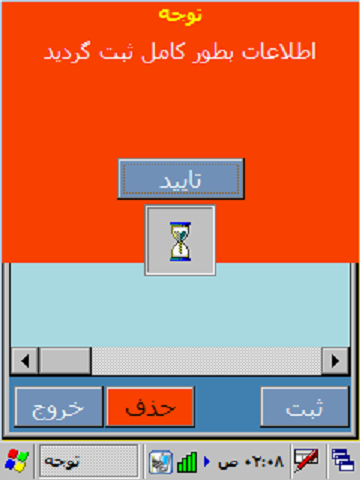 توجه
اطلاعات بطور کامل ثبت گردید
تایید
ثبت
حذف
خروج
توجه
۰۲:۰۸ ص